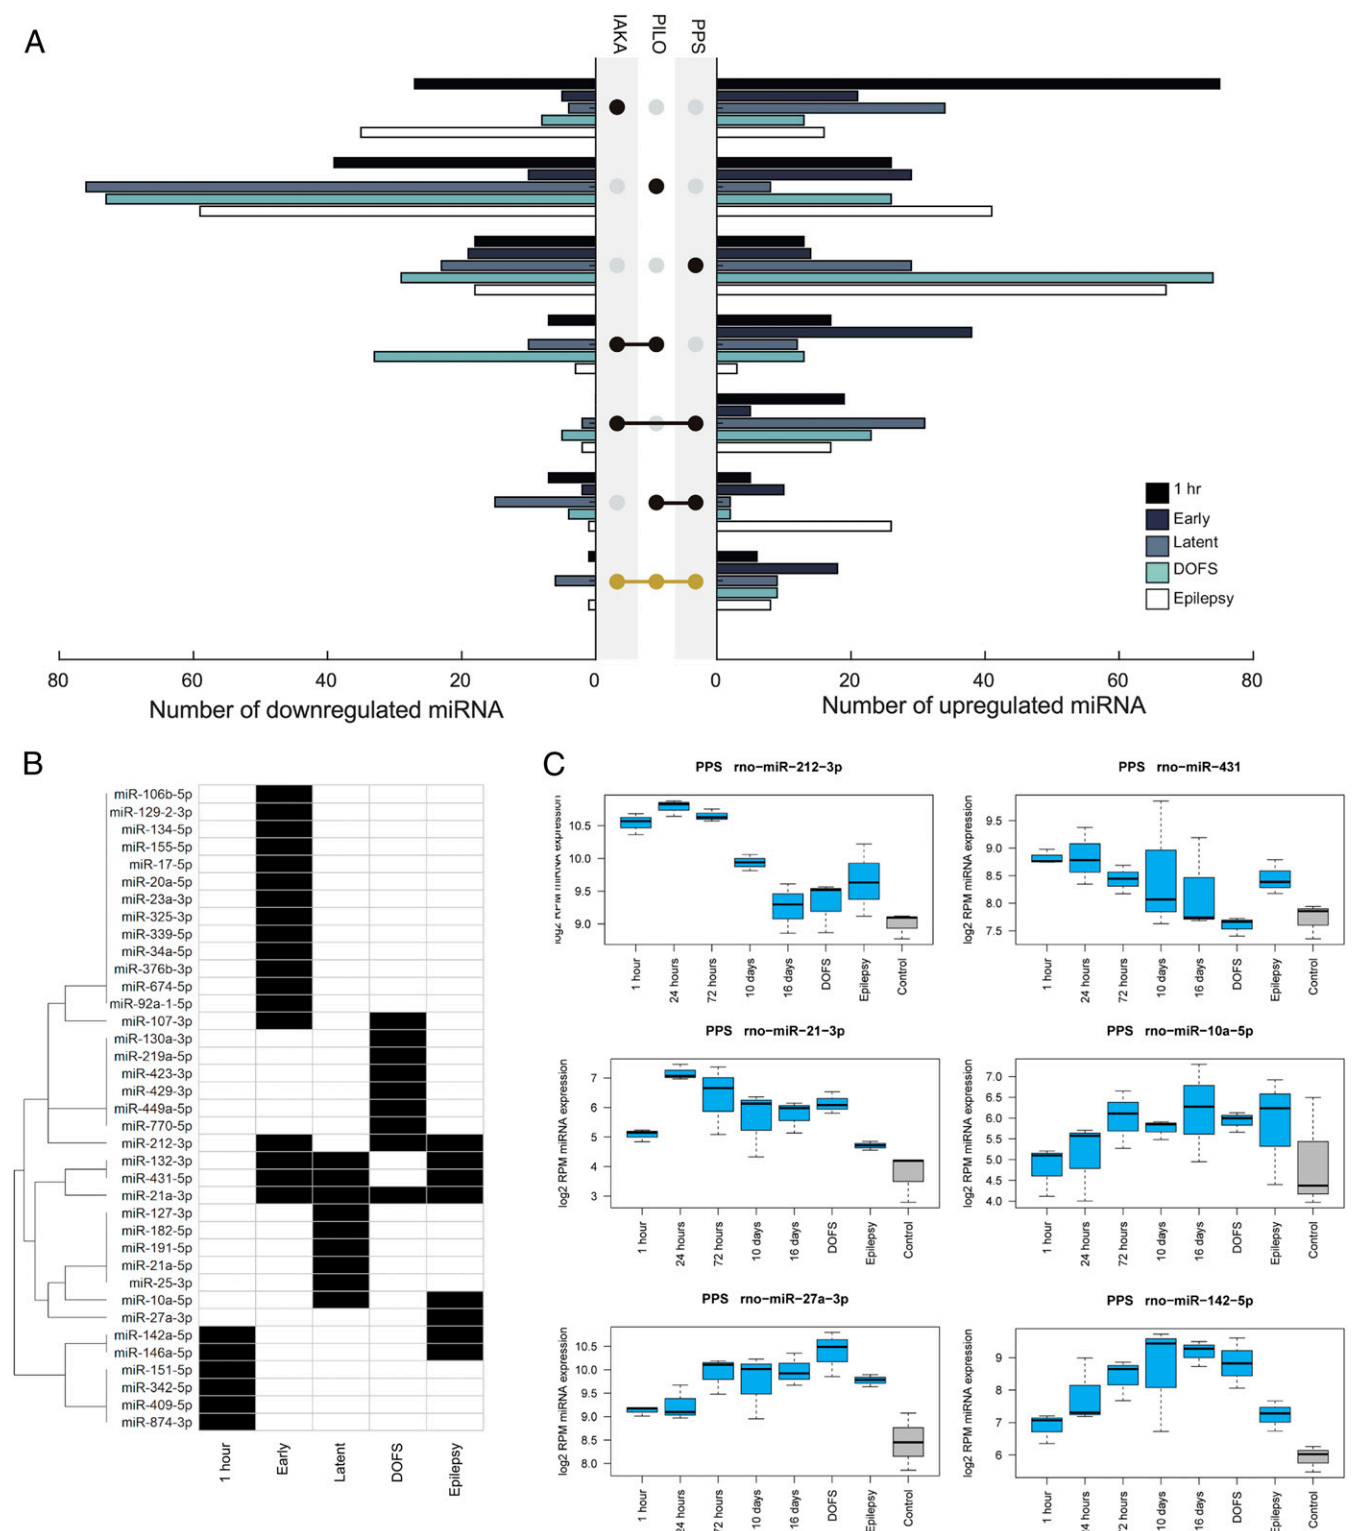 A
IAKA
PILO
PPS
1 hr
Early
Latent
DOFS
Epilepsy
80 60 40 20 0 0 20 40 60 80
Number of downregulated miRNA
Number of upregulated miRNA
B
miR-106b-5p
miR-129-2-3p
miR-134-5p
miR-155-5p
miR-17-5p
miR-20a-5p
miR-23a-3p
miR-325-3p
miR-339-5p
miR-34a-5p
miR-376b-3p
miR-674-5p
miR-92a-1-5p
miR-107-3p
miR-130a-3p
miR-219a-5p
miR-423-3p
miR-429-3p
miR-449a-5p
miR-770-5p
miR-212-3p
miR-132-3p
miR-431-5p
miR-21a-3p
miR-127-3p
miR-182-5p
miR-191-5p
miR-21a-5p
miR-25-3p
miR-10a-5p
miR-27a-3p
miR-142a-5p
miR-146a-5p
miR-151-5p
miR-342-5p
miR-409-5p
miR-874-3p
1 hour
Early
Latent
DOFS
Epilepsy
C
PPS rno−miR−212−3p
log2 RPM miRNA expression
10.5
10.0
9.5
9.0
1 hour
24 hours
72 hours
10 days
16 days
DOFS
Epilepsy
Control
PPS rno−miR−431
log2 RPM miRNA expression
9.5
9.0
8.5
8.0
7.5
1 hour
24 hours
72 hours
10 days
16 days
DOFS
Epilepsy
Control
PPS rno−miR−21−3p
log2 RPM miRNA expression
7
6
5
4
3
1 hour
24 hours
72 hours
10 days
16 days
DOFS
Epilepsy
Control
PPS rno−miR−10a−5p
log2 RPM miRNA expression
7.0
6.5
6.0
5.5
5.0
4.5
4.0
1 hour
24 hours
72 hours
10 days
16 days
DOFS
Epilepsy
Control
PPS rno−miR−27a−3p
log2 RPM miRNA expression
10.5
10.0
9.5
9.0
8.5
8.0
1 hour
24 hours
72 hours
10 days
16 days
DOFS
Epilepsy
Control
PPS rno−miR−142−5p
log2 RPM miRNA expression
9
8
7
6
1 hour
24 hours
72 hours
10 days
16 days
DOFS
Epilepsy
Control